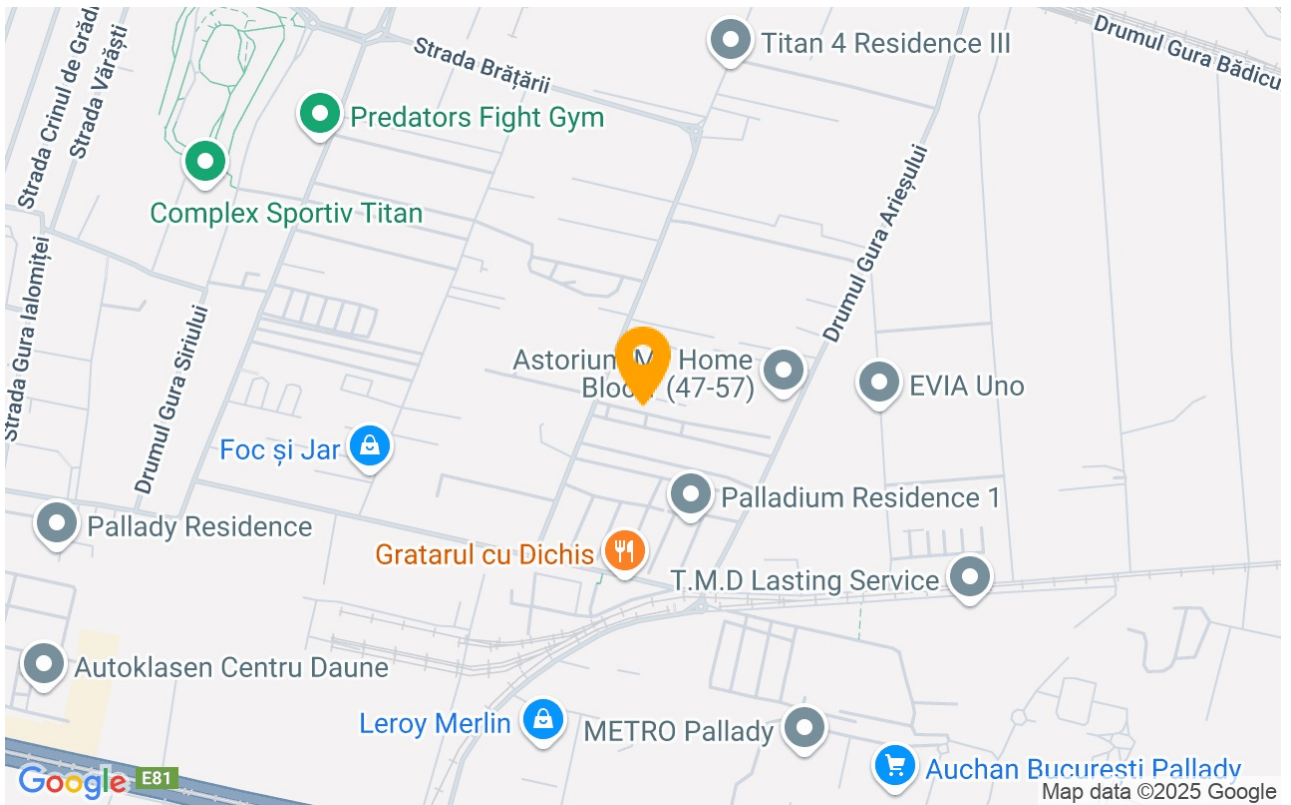 Strada Brățării
Titan 4 Residence III
Drumul Gura Bădicu
Strada Crinul de Grădi
Strada Vărăști
Predators Fight Gym
Complex Sportiv Titan
Drumul Gura Arieșului
Strada Gura Ialomiței
Drumul Gura Siriului
Astorium Home
(47-57)
EVIA Uno
Foc și Jar
Palladium Residence 1
Pallady Residence
Gratarul cu Dichis
T.M.D Lasting Service
Autoklasen Centru Daune
Leroy Merlin
METRO Pallady
Auchan Bucuresti Pallady
Google
E81
Map data ©2025 Google